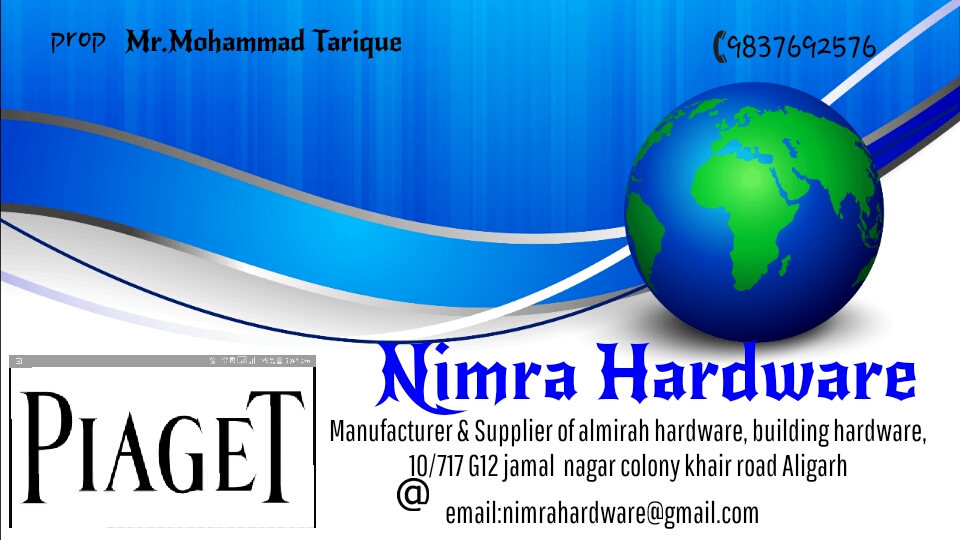 prop Mr.Mohammad Tarique
9837692576
Nimra Hardware
PIAGET
Manufacturer & Supplier of almirah hardware, building hardware,
10/717 G12 jamal nagar colony khair road Aligarh
@
email:nimrahardware@gmail.com